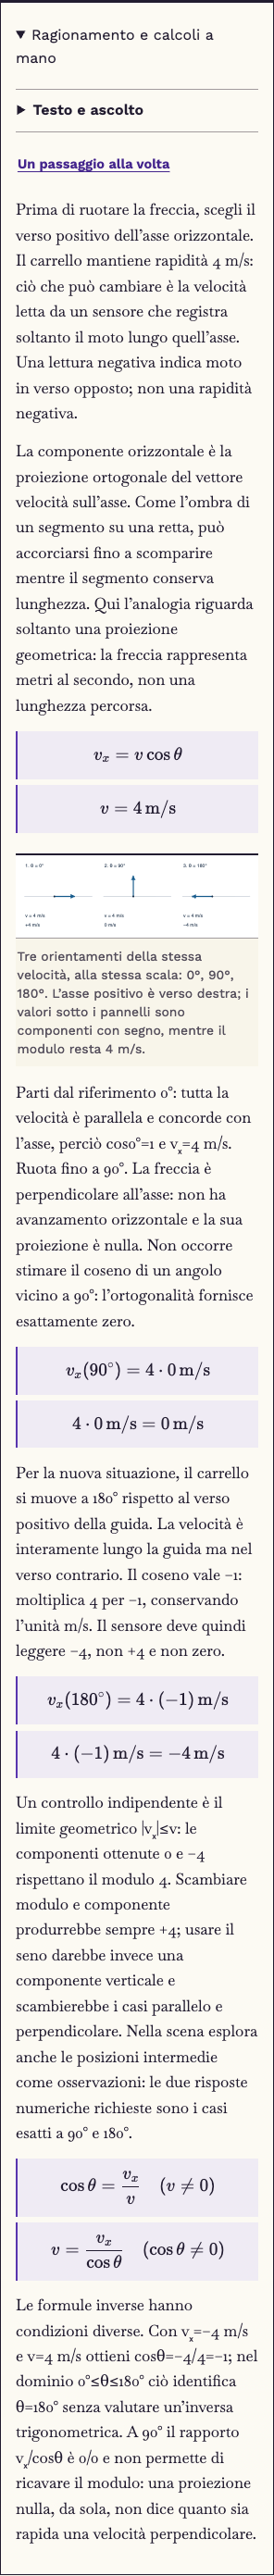 ▼ Ragionamento e calcoli a
mano
▶ Testo e ascolto
Un passaggio alla volta
Prima di ruotare la freccia, scegli il
verso positivo dell’asse orizzontale.
Il carrello mantiene rapidità 4 m/s:
ciò che può cambiare è la velocità
letta da un sensore che registra
soltanto il moto lungo quell’asse.
Una lettura negativa indica moto
in verso opposto; non una rapidità
negativa.
La componente orizzontale è la
proiezione ortogonale del vettore
velocità sull’asse. Come l’ombra di
un segmento su una retta, può
accorciarsi fino a scomparire
mentre il segmento conserva
lunghezza. Qui l’analogia riguarda
soltanto una proiezione
geometrica: la freccia rappresenta
metri al secondo, non una
lunghezza percorsa.
vₓ = v cos θ
v = 4 m/s
1. θ = 0° 2. θ = 90° 3. θ = 180°
v = 4 m/s v = 4 m/s v = 4 m/s
+4 m/s 0 m/s −4 m/s
Tre orientamenti della stessa
velocità, alla stessa scala: 0°, 90°,
180°. L’asse positivo è verso destra; i
valori sotto i pannelli sono
componenti con segno, mentre il
modulo resta 4 m/s.
Parti dal riferimento 0°: tutta la
velocità è parallela e concorde con
l’asse, perciò cos0°=1 e vₓ=4 m/s.
Ruota fino a 90°. La freccia è
perpendicolare all’asse: non ha
avanzamento orizzontale e la sua
proiezione è nulla. Non occorre
stimare il coseno di un angolo
vicino a 90°: l’ortogonalità fornisce
esattamente zero.
vₓ(90°) = 4 · 0 m/s
4 · 0 m/s = 0 m/s
Per la nuova situazione, il carrello
si muove a 180° rispetto al verso
positivo della guida. La velocità è
interamente lungo la guida ma nel
verso contrario. Il coseno vale −1:
moltiplica 4 per −1, conservando
l’unità m/s. Il sensore deve quindi
leggere −4, non +4 e non zero.
vₓ(180°) = 4 · (−1) m/s
4 · (−1) m/s = −4 m/s
Un controllo indipendente è il
limite geometrico |vₓ|≤v: le
componenti ottenute 0 e −4
rispettano il modulo 4. Scambiare
modulo e componente
produrrebbe sempre +4; usare il
seno darebbe invece una
componente verticale e
scambierebbe i casi parallelo e
perpendicolare. Nella scena esplora
anche le posizioni intermedie
come osservazioni: le due risposte
numeriche richieste sono i casi
esatti a 90° e 180°.
cos θ = vₓ/v (v ≠ 0)
v = vₓ/cos θ (cos θ ≠ 0)
Le formule inverse hanno
condizioni diverse. Con vₓ=−4 m/s
e v=4 m/s ottieni cosθ=−4/4=−1; nel
dominio 0°≤θ≤180° ciò identifica
θ=180° senza valutare un’inversa
trigonometrica. A 90° il rapporto
vₓ/cosθ è 0/0 e non permette di
ricavare il modulo: una proiezione
nulla, da sola, non dice quanto sia
rapida una velocità perpendicolare.